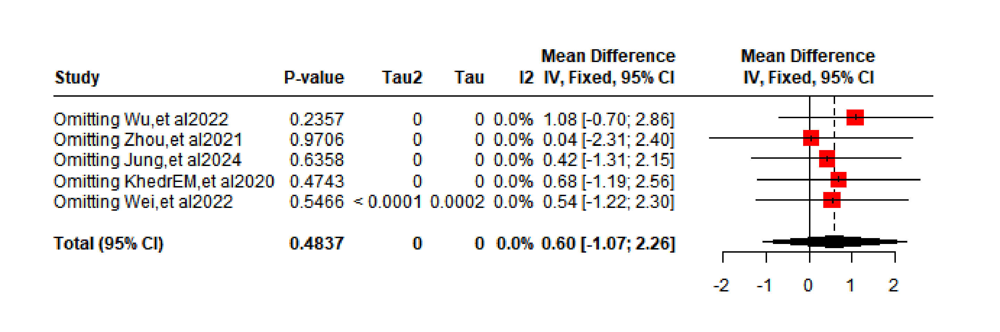 Mean Difference Mean Difference
Study P-value Tau2 Tau I2 IV, Fixed, 95% CI IV, Fixed, 95% CI
Omitting Wu,et al2022 0.2357 0 0 0.0% 1.08 [-0.70; 2.86]
Omitting Zhou,et al2021 0.9706 0 0 0.0% 0.04 [-2.31; 2.40]
Omitting Jung,et al2024 0.6358 0 0 0.0% 0.42 [-1.31; 2.15]
Omitting KhedrEM,et al2020 0.4743 0 0 0.0% 0.68 [-1.19; 2.56]
Omitting Wei,et al2022 0.5466 < 0.0001 0.0002 0.0% 0.54 [-1.22; 2.30]
Total (95% CI) 0.4837 0 0 0.0% 0.60 [-1.07; 2.26]
-2 -1 0 1 2